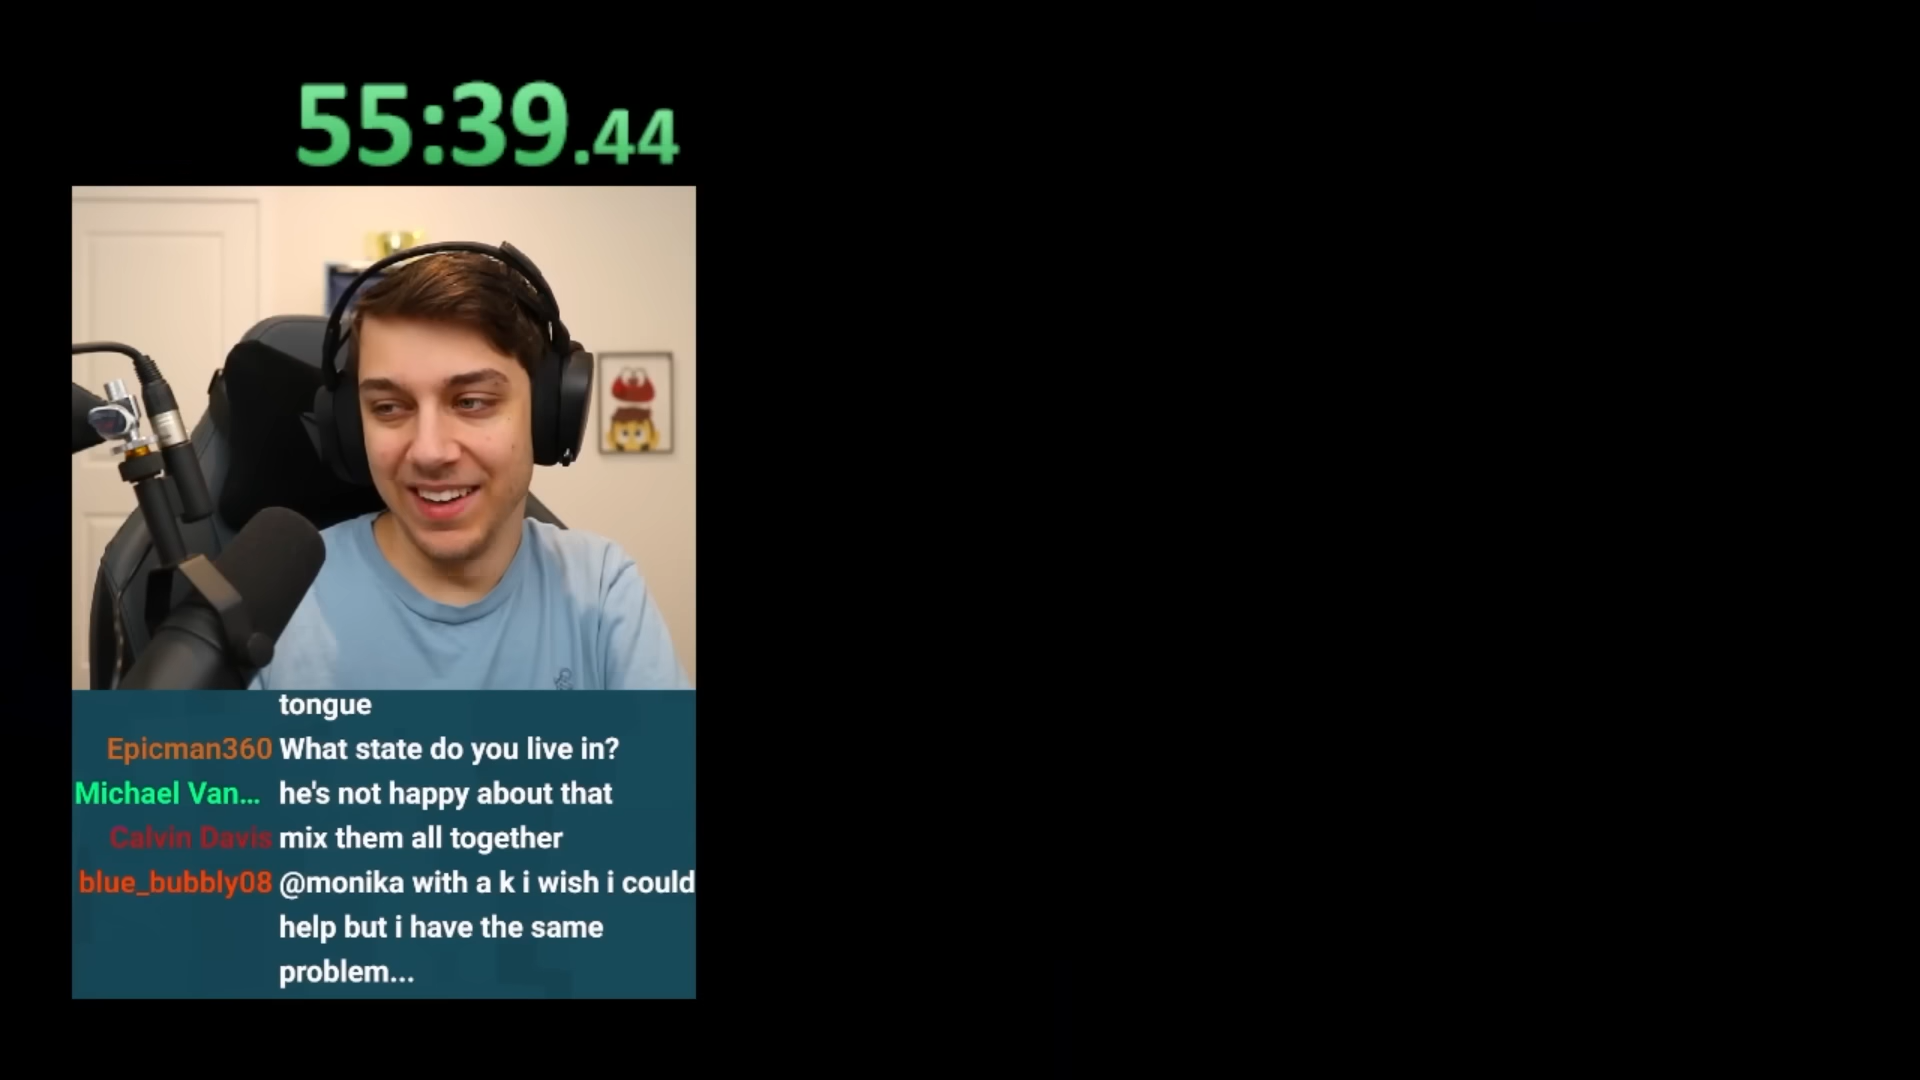 55:39.44
tongue
Epicman360 What state do you live in?
Michael Van... he's not happy about that
Calvin Davis mix them all together
blue_bubbly08 @monika with a k i wish i could
help but i have the same
problem...